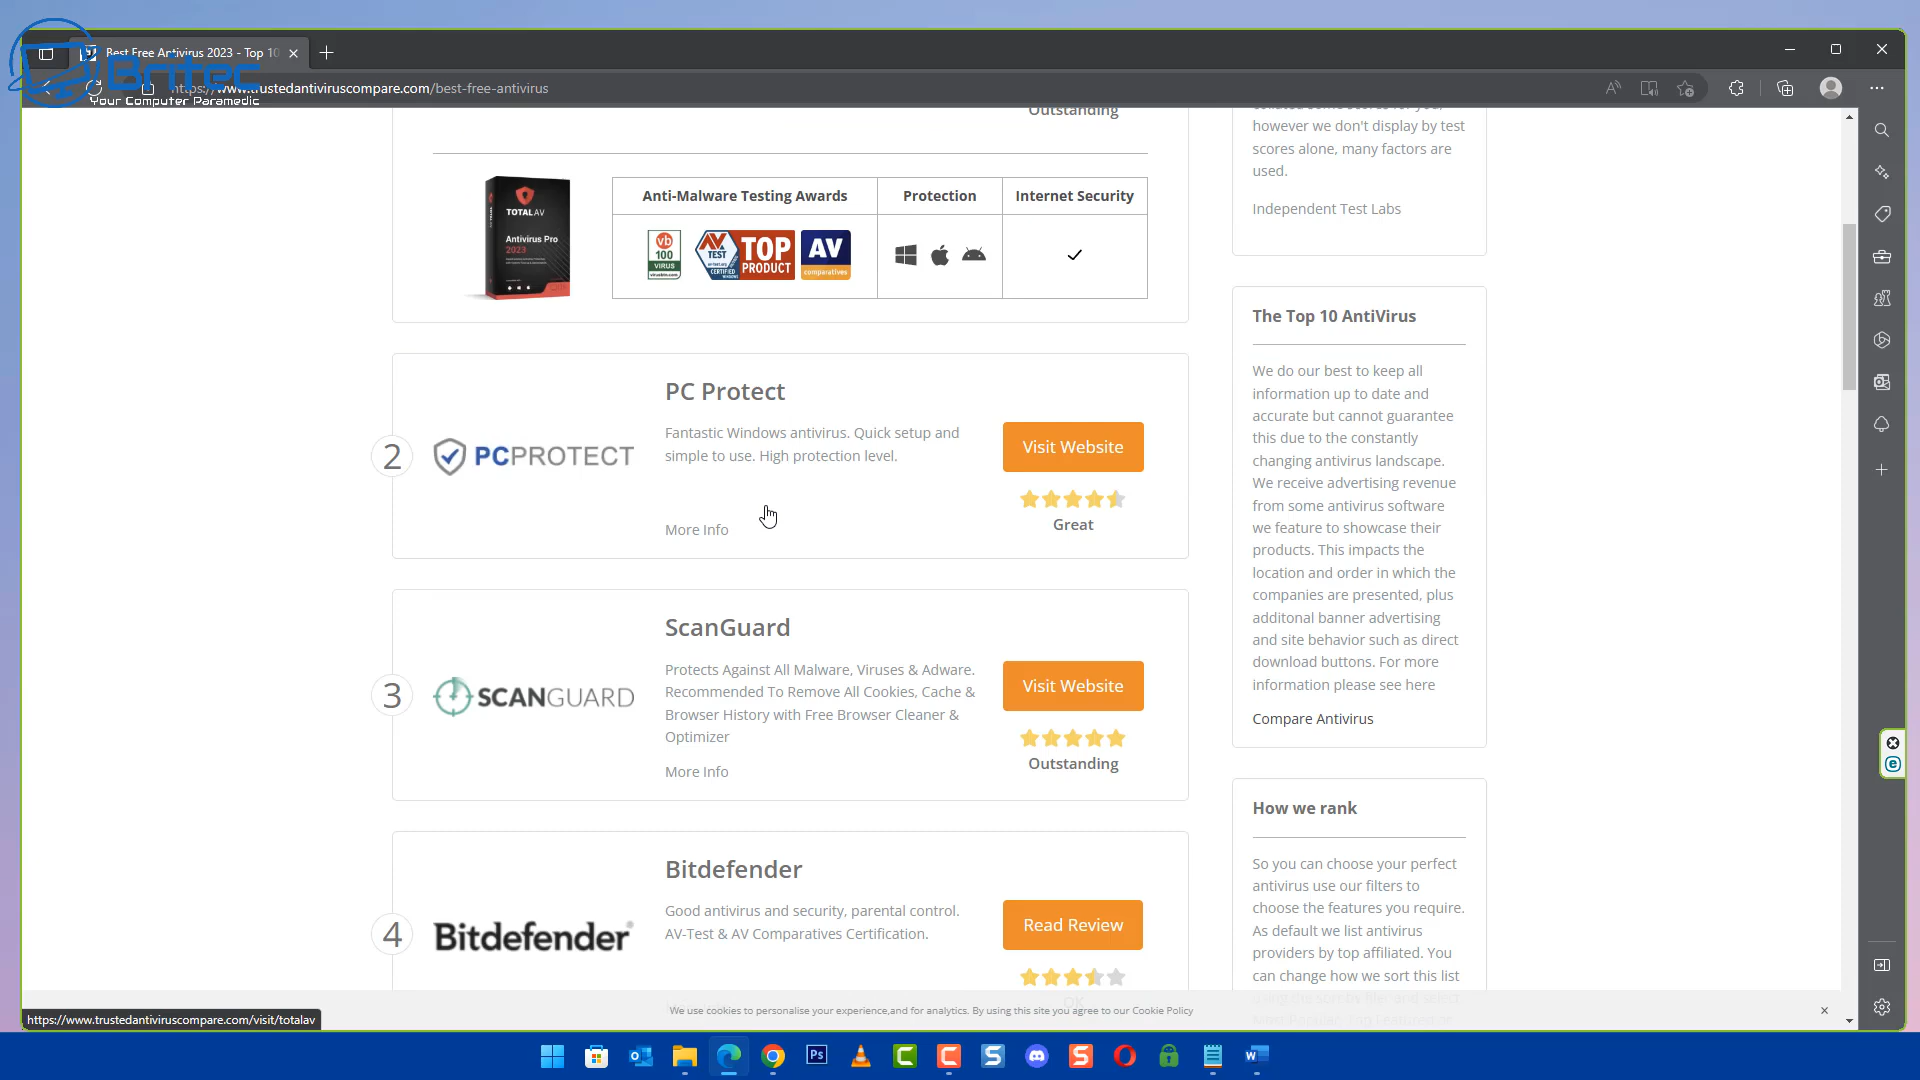 Best Free Antivirus 2023 - Top 10
Britec
Your Computer Paramedic
https://www.trustedantiviruscompare.com/best-free-antivirus
Outstanding
Anti-Malware Testing Awards
Protection
Internet Security
TOTALAV
Antivirus Pro
2023
vb
100
VIRUS
virusbtn.com
AV
TEST
CERTIFIED
TOP
PRODUCT
AV
comparatives
2
PCPROTECT
PC Protect
Fantastic Windows antivirus. Quick setup and
simple to use. High protection level.
More Info
Visit Website
Great
3
SCANGUARD
ScanGuard
Protects Against All Malware, Viruses & Adware.
Recommended To Remove All Cookies, Cache &
Browser History with Free Browser Cleaner &
Optimizer
More Info
Visit Website
Outstanding
4
Bitdefender
Bitdefender
Good antivirus and security, parental control.
AV-Test & AV Comparatives Certification.
Read Review
OK
however we don't display by test
scores alone, many factors are
used.
Independent Test Labs
The Top 10 AntiVirus
We do our best to keep all
information up to date and
accurate but cannot guarantee
this due to the constantly
changing antivirus landscape.
We receive advertising revenue
from some antivirus software
we feature to showcase their
products. This impacts the
location and order in which the
companies are presented, plus
additonal banner advertising
and site behavior such as direct
download buttons. For more
information please see here
Compare Antivirus
How we rank
So you can choose your perfect
antivirus use our filters to
choose the features you require.
As default we list antivirus
providers by top affiliated. You
can change how we sort this list
We use cookies to personalise your experience,and for analytics. By using this site you agree to our Cookie Policy
https://www.trustedantiviruscompare.com/visit/totalav